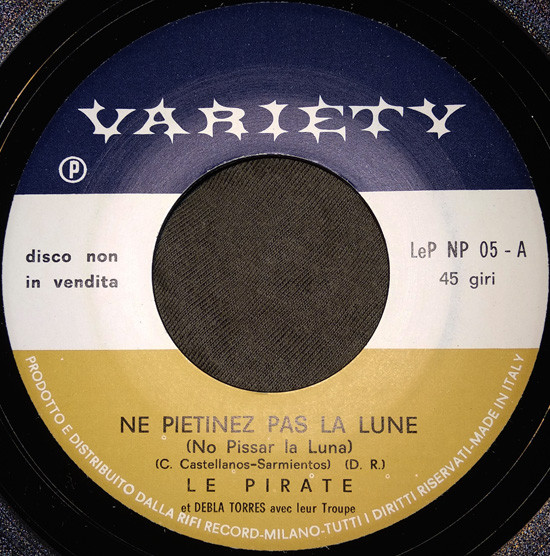 VARIETY
℗
disco non
in vendita
LeP NP 05 - A
45 giri
NE PIETINEZ PAS LA LUNE
(No Pissar la Luna)
(C. Castellanos-Sarmientos) (D. R.)
LE PIRATE
et DEBLA TORRES avec leur Troupe
PRODOTTO E DISTRIBUITO DALLA RIFI RECORD-MILANO-TUTTI I DIRITTI RISERVATI-MADE IN ITALY